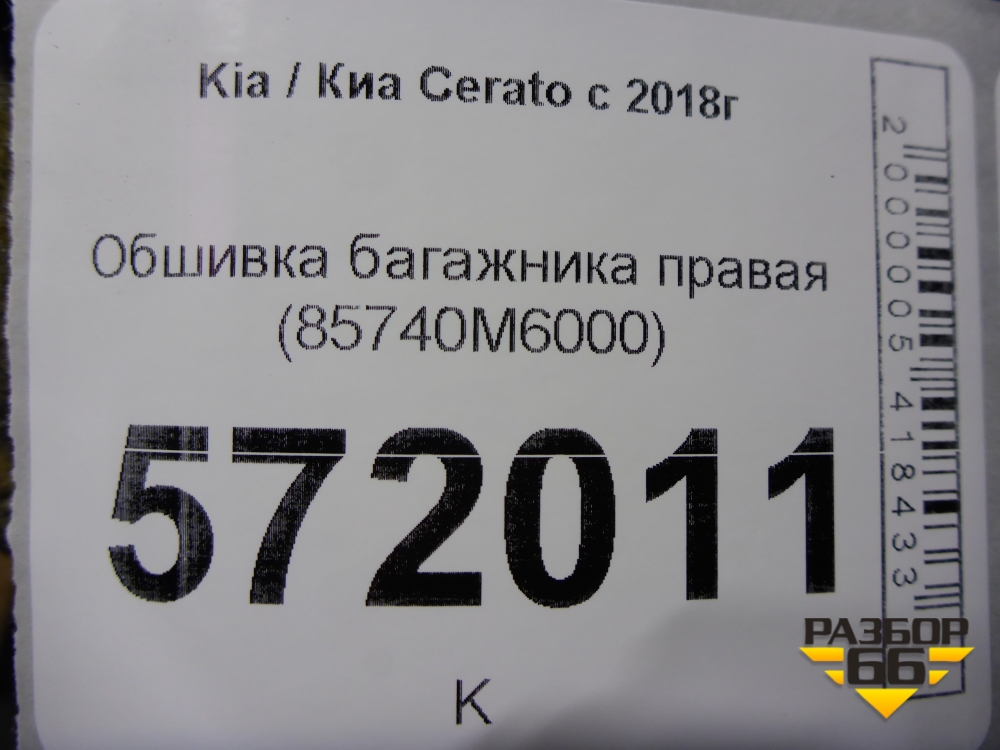 Kia / Киа Cerato с 2018г
Обшивка багажника правая
(85740M6000)
572011
К
2000005418433
РАЗБОР
66